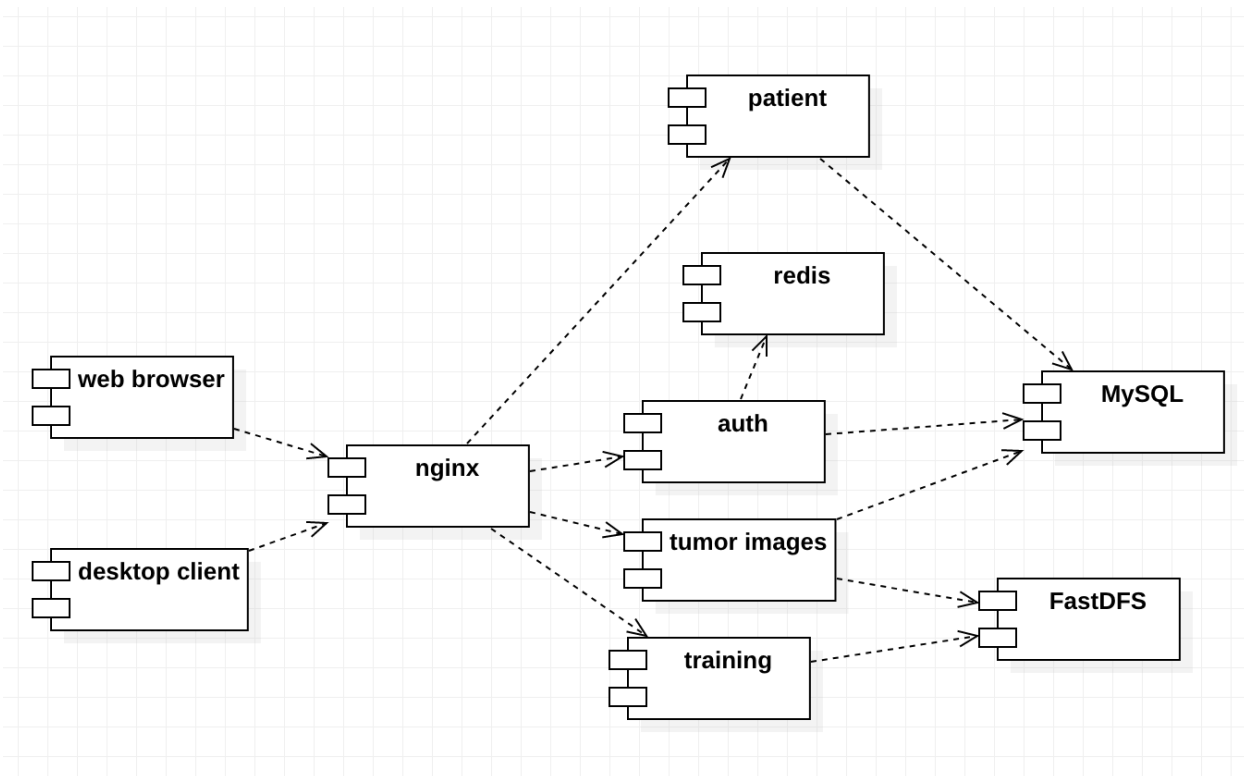 patient
redis
web browser
MySQL
auth
nginx
tumor images
desktop client
FastDFS
training